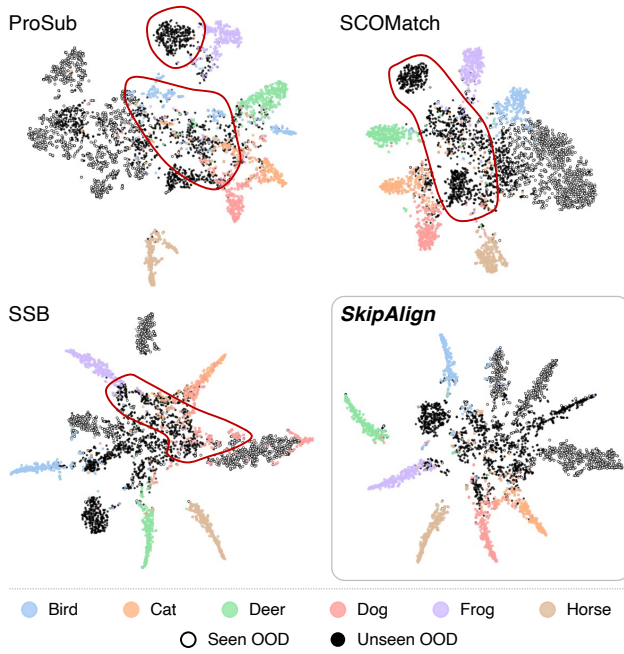 ProSub
SCOMatch
SSB
SkipAlign
Bird Cat Deer Dog Frog Horse
Seen OOD Unseen OOD